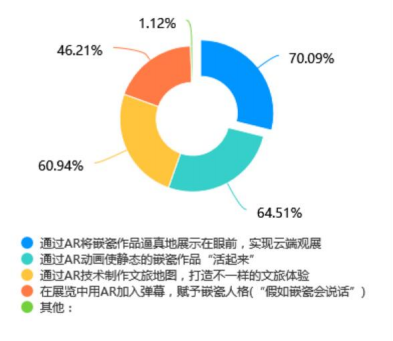 1.12%
46.21%
70.09%
60.94%
64.51%
通过AR将嵌瓷作品逼真地展示在眼前，实现云端观展
通过AR动画使静态的嵌瓷作品“活起来”
通过AR技术制作文旅地图，打造不一样的文旅体验
在展览中用AR加入弹幕，赋予嵌瓷人格(“假如嵌瓷会说话”)
其他：